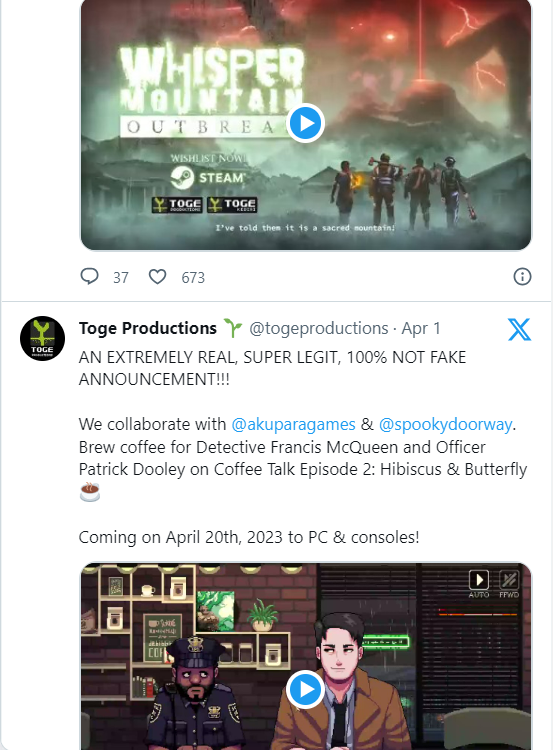 WHISPER
MOUNTAIN
OUTBREA
WISHLIST NOW!
STEAM
TOGE
PRODUCTIONS
TOGE
I've told them it is a sacred mountain!
37
673
Toge Productions @togeproductions · Apr 1
AN EXTREMELY REAL, SUPER LEGIT, 100% NOT FAKE
ANNOUNCEMENT!!!
We collaborate with @akuparagames & @spookydoorway.
Brew coffee for Detective Francis McQueen and Officer
Patrick Dooley on Coffee Talk Episode 2: Hibiscus & Butterfly
Coming on April 20th, 2023 to PC & consoles!
TOGE
AUTO FFWD